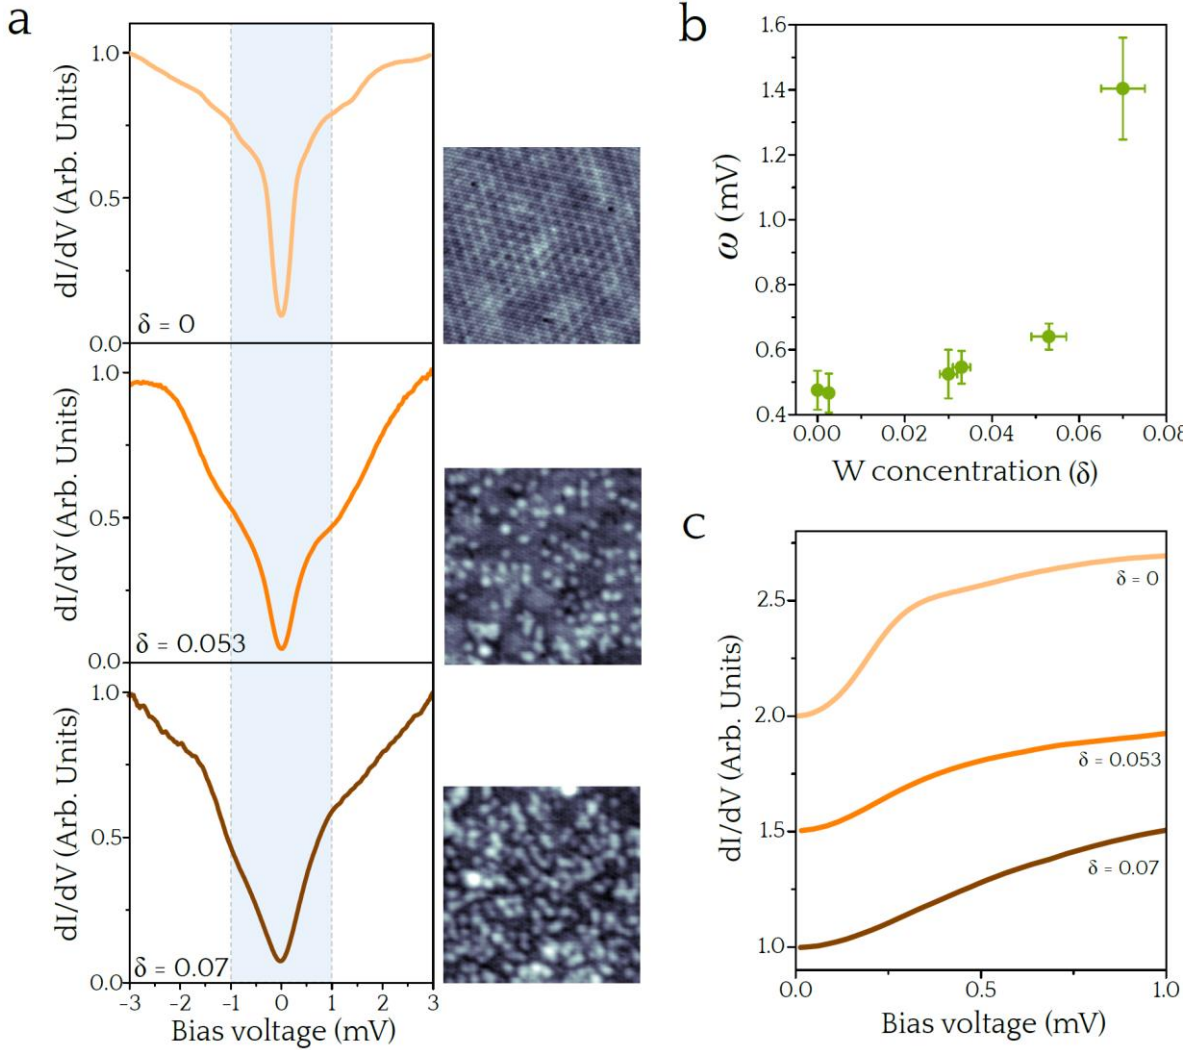 a
dI/dV (Arb. Units)
1.0
0.5
0.0
δ = 0
dI/dV (Arb. Units)
1.0
0.5
0.0
δ = 0.053
dI/dV (Arb. Units)
1.0
0.5
0.0
δ = 0.07
-3 -2 -1 0 1 2 3
Bias voltage (mV)
b
ω (mV)
1.6
1.4
1.2
1.0
0.8
0.6
0.4
0.00 0.02 0.04 0.06 0.08
W concentration (δ)
c
dI/dV (Arb. Units)
2.5
2.0
1.5
1.0
δ = 0
δ = 0.053
δ = 0.07
0.0 0.5 1.0
Bias voltage (mV)